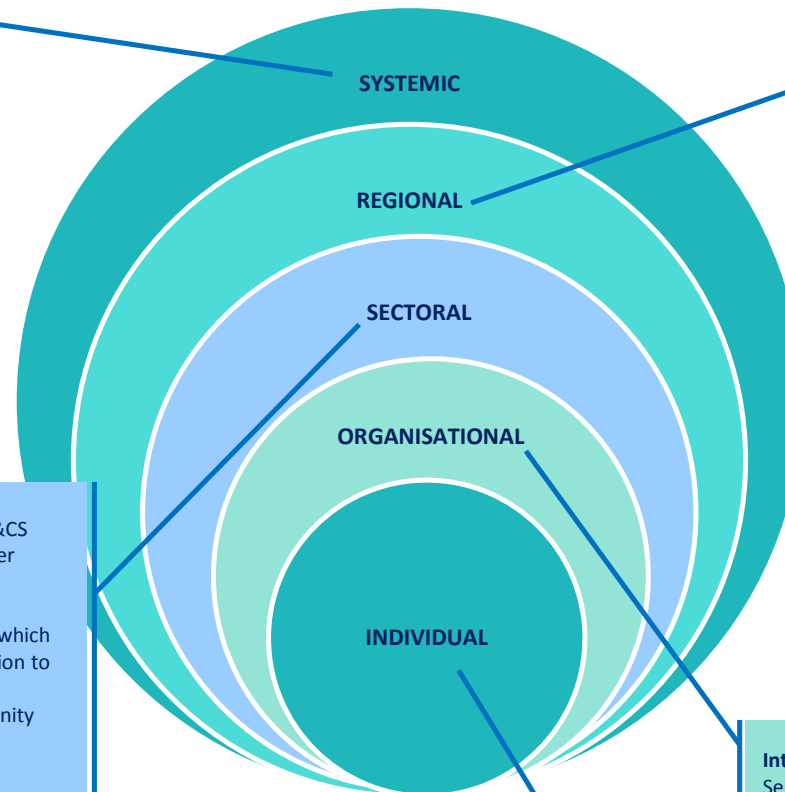 SYSTEMIC
REGIONAL
SECTORAL
ORGANISATIONAL
INDIVIDUAL
&CS
er
which
ion to
nity
Int
Se